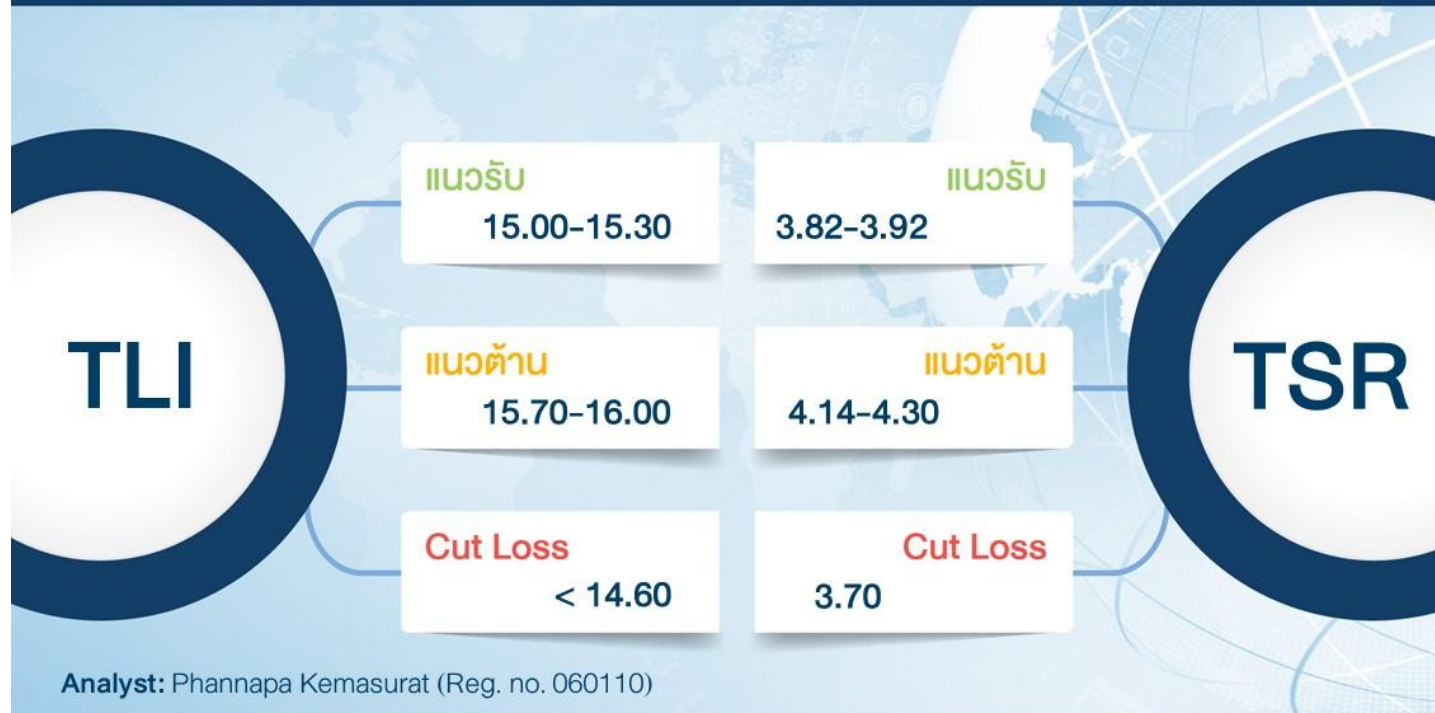 TLI
แนวรับ
15.00-15.30
แนวต้าน
15.70-16.00
Cut Loss
< 14.60
แนวรับ
3.82-3.92
แนวต้าน
4.14-4.30
Cut Loss
3.70
TSR
Analyst: Phannapa Kemasurat (Reg. no. 060110)